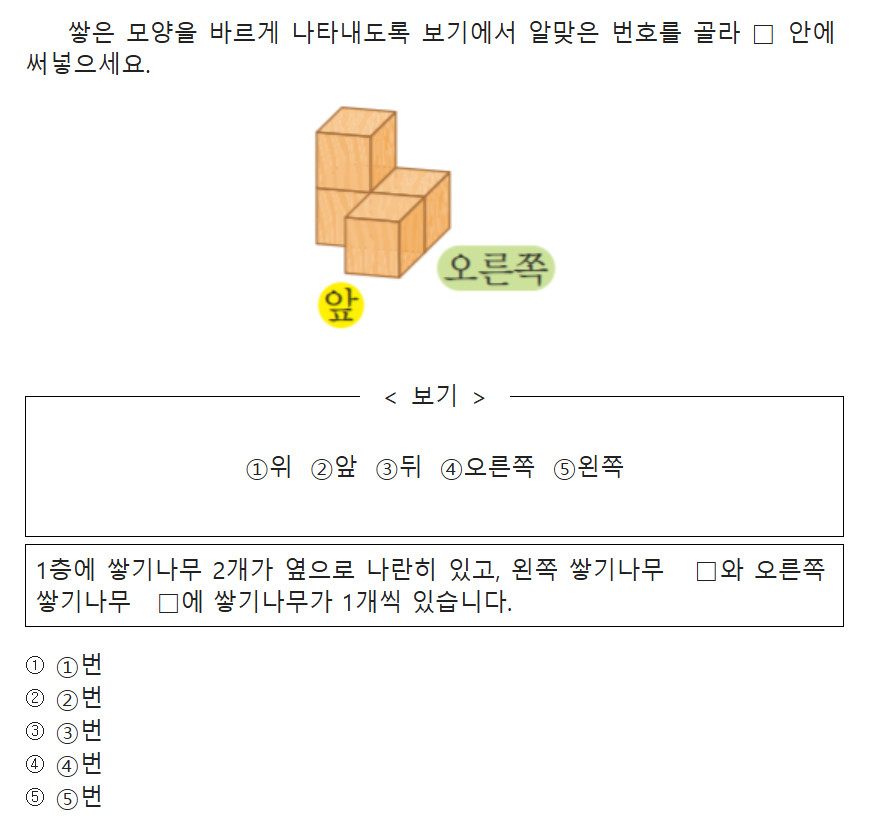 쌓은 모양을 바르게 나타내도록 보기에서 알맞은 번호를 골라 □ 안에
써넣으세요.
오른쪽
앞
< 보기 >
①위 ②앞 ③뒤 ④오른쪽 ⑤왼쪽
1층에 쌓기나무 2개가 옆으로 나란히 있고, 왼쪽 쌓기나무 □와 오른쪽
쌓기나무 □에 쌓기나무가 1개씩 있습니다.
① ①번
② ②번
③ ③번
④ ④번
⑤ ⑤번